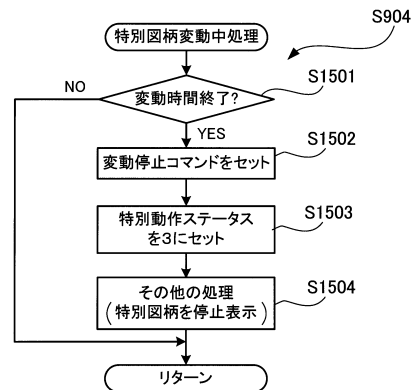 特別図柄変動中処理
S904
変動時間終了?
S1501
NO
YES
変動停止コマンドをセット
S1502
特別動作ステータス
を3にセット
S1503
その他の処理
(特別図柄を停止表示)
S1504
リターン